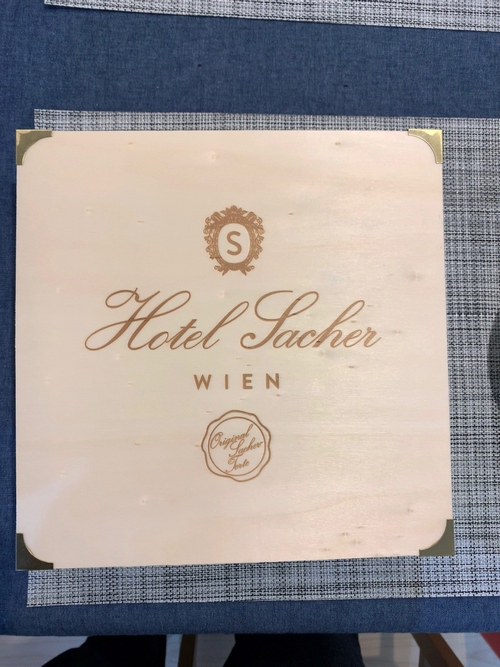 S
Hotel Sacher
WIEN
Original
Sacher-
Torte